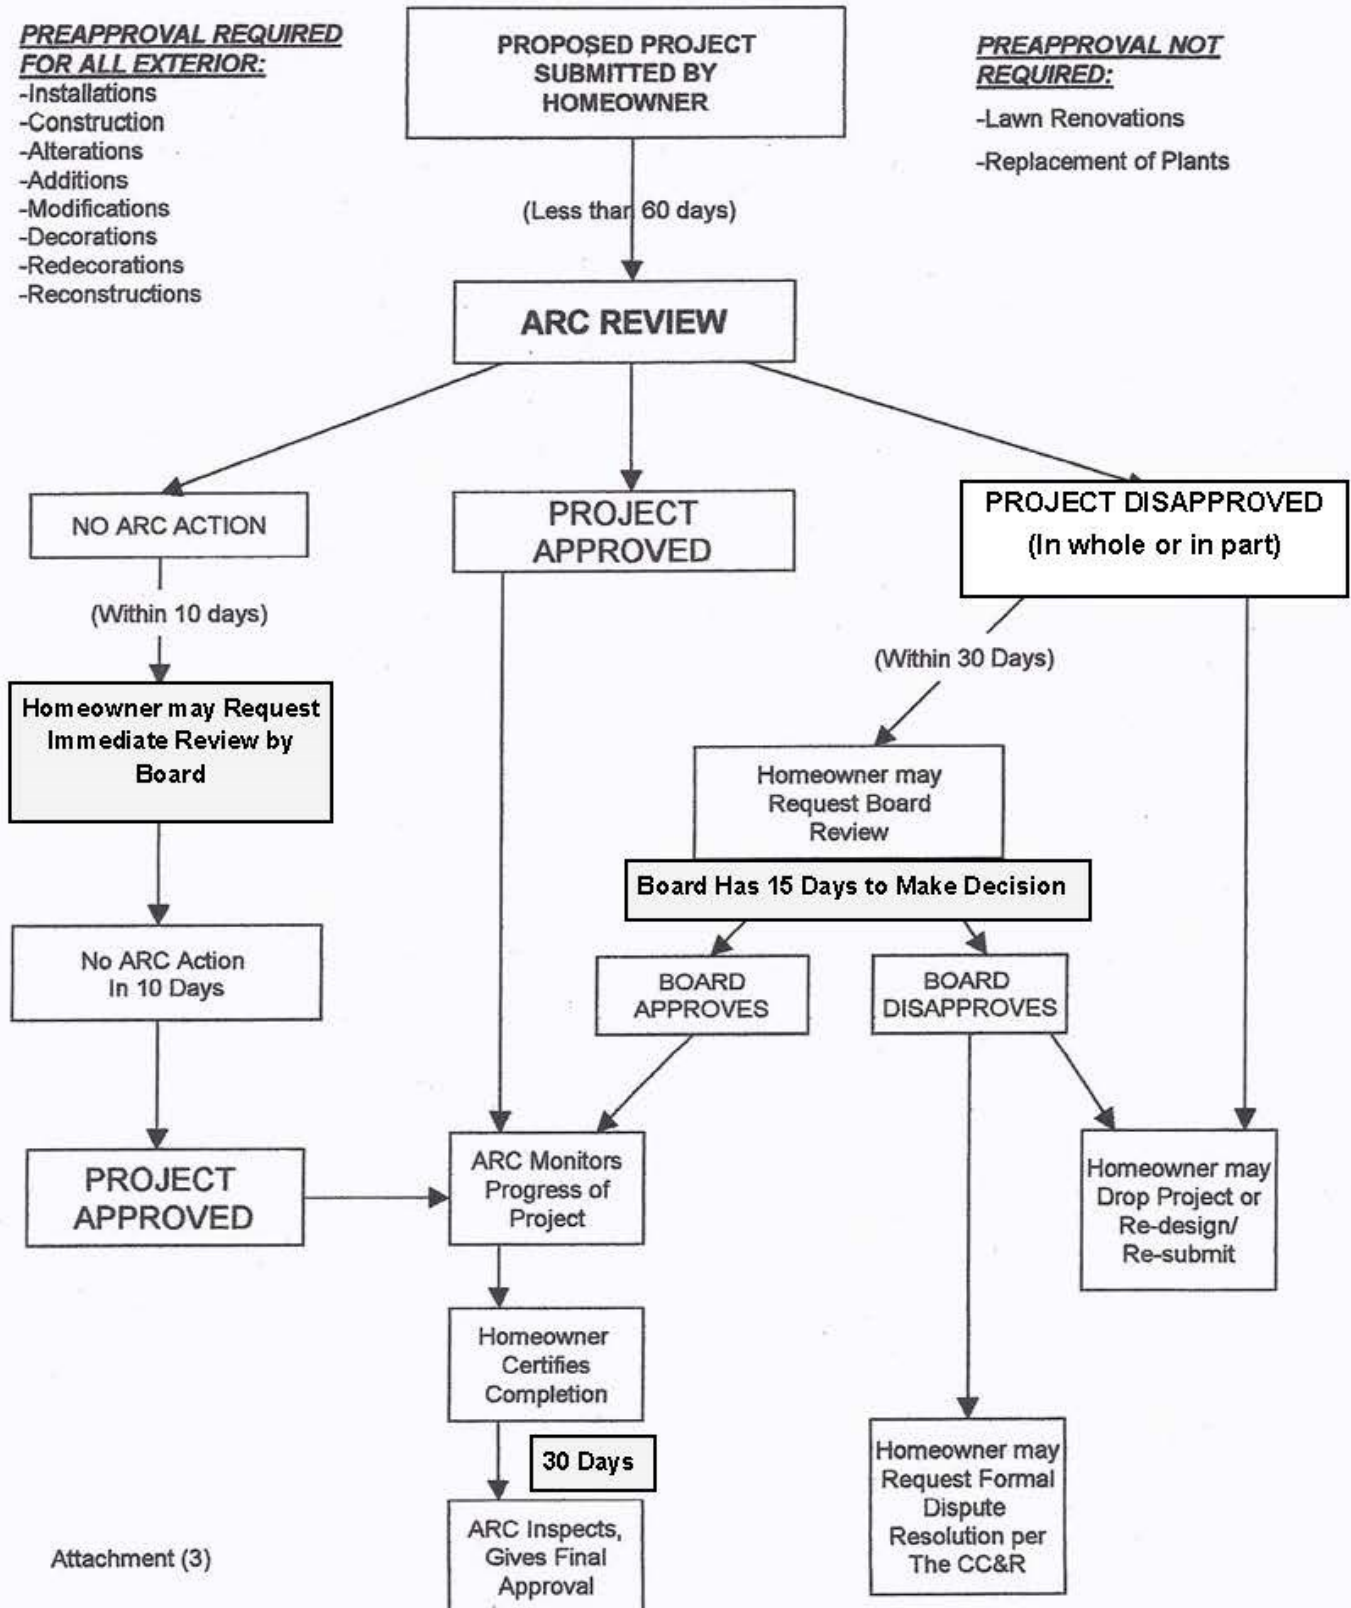 PREAPPROVAL REQUIRED
FOR ALL EXTERIOR:
-Installations
-Construction
-Alterations
-Additions
-Modifications
-Decorations
-Redecorations
-Reconstructions
PROPOSED PROJECT
SUBMITTED BY
HOMEOWNER
PREAPPROVAL NOT
REQUIRED:
-Lawn Renovations
-Replacement of Plants
(Less than 60 days)
ARC REVIEW
NO ARC ACTION
PROJECT
APPROVED
PROJECT DISAPPROVED
(In whole or in part)
(Within 10 days)
(Within 30 Days)
Homeowner may Request
Immediate Review by
Board
Homeowner may
Request Board
Review
Board Has 15 Days to Make Decision
No ARC Action
In 10 Days
BOARD
APPROVES
BOARD
DISAPPROVES
PROJECT
APPROVED
ARC Monitors
Progress of
Project
Homeowner may
Drop Project or
Re-design/
Re-submit
Homeowner
Certifies
Completion
30 Days
Homeowner may
Request Formal
Dispute
Resolution per
The CC&R
ARC Inspects,
Gives Final
Approval
Attachment (3)